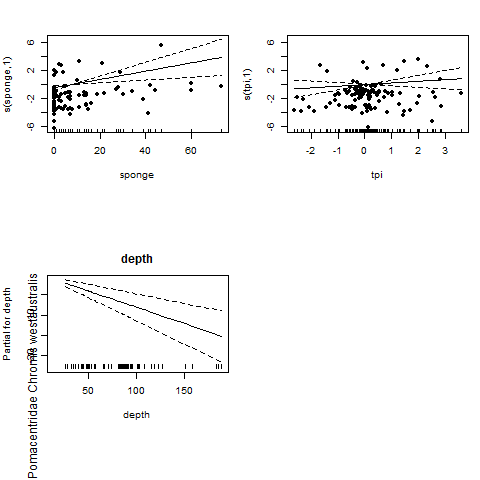 s(sponge,1)
6
2
-2
-6
0
20
40
60
sponge
s(tpi,1)
6
2
-2
-6
-2
-1
0
1
2
3
tpi
depth
Partial for depth
Pomacentridae Chromis westaustralis
50
100
150
depth